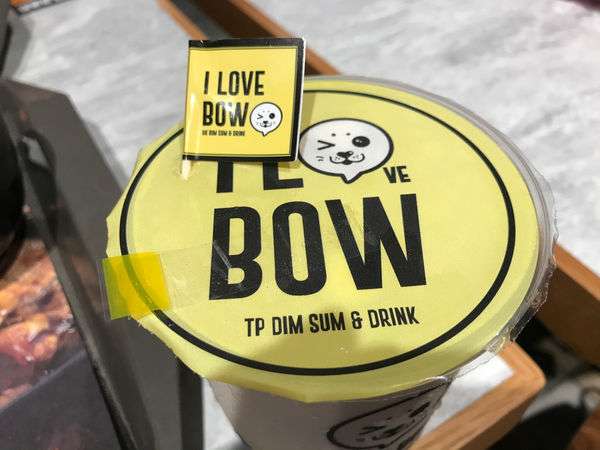 I LOVE
BOW
TP DIM SUM & DRINK
VE
BOW
TP DIM SUM & DRINK